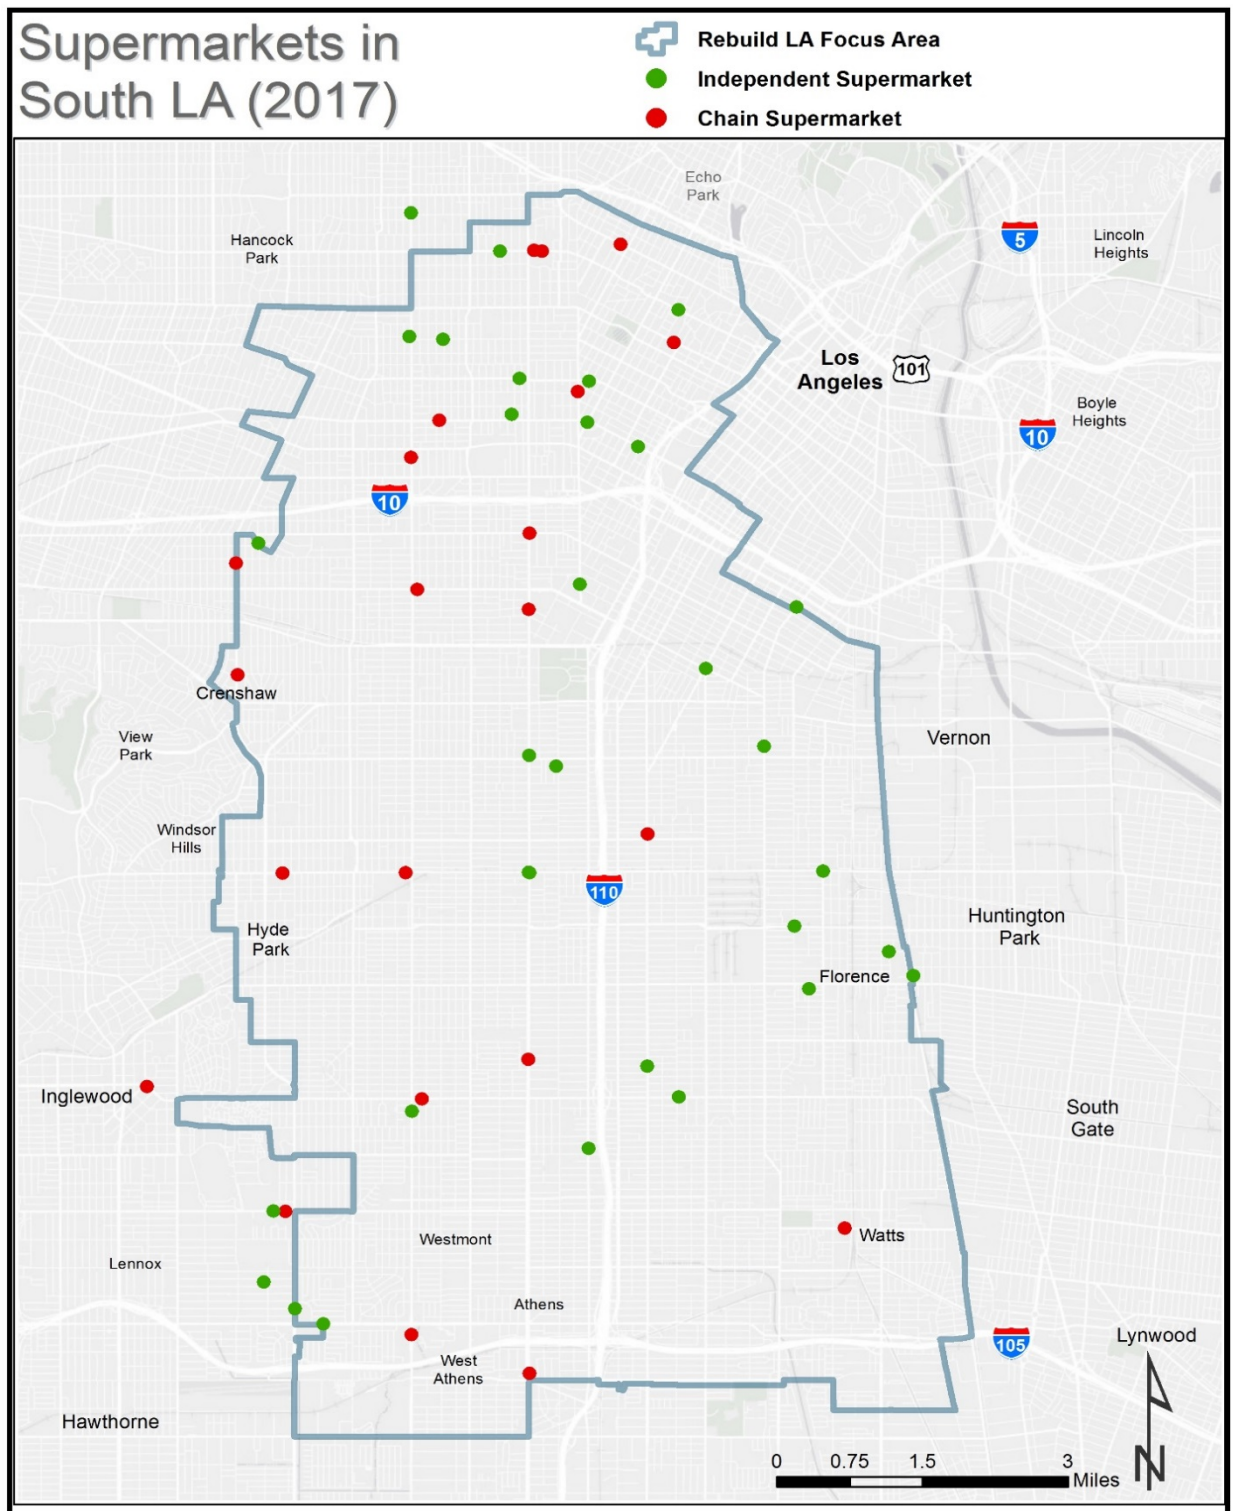 Supermarkets in
South LA (2017)
Rebuild LA Focus Area
Independent Supermarket
Chain Supermarket
Echo
Park
Hancock
Park
5
Lincoln
Heights
Los
Angeles
101
Boyle
Heights
10
10
Crenshaw
View
Park
Vernon
Windsor
Hills
110
Hyde
Park
Huntington
Park
Florence
Inglewood
South
Gate
Westmont
Watts
Lennox
Athens
105
Lynwood
West
Athens
Hawthorne
0 0.75 1.5 3
Miles
N